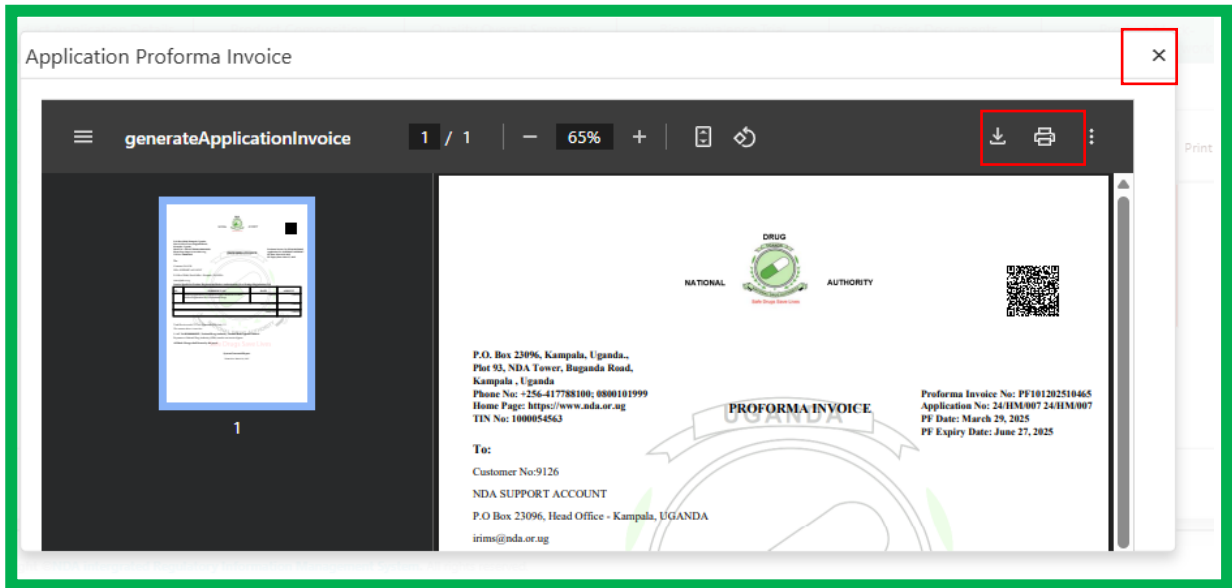 Application Proforma Invoice
generateApplicationInvoice
1 / 1
65%
Print
1
DRUG
NATIONAL
AUTHORITY
Safe Drugs Save Lives
P.O. Box 23096, Kampala, Uganda.,
Plot 93, NDA Tower, Buganda Road,
Kampala , Uganda
Phone No: +256-417788100; 0800101999
Home Page: https://www.nda.or.ug
TIN No: 1000054563
PROFORMA INVOICE
UGANDA
Proforma Invoice No: PF101202510465
Application No: 24/HM/007 24/HM/007
PF Date: March 29, 2025
PF Expiry Date: June 27, 2025
To:
Customer No:9126
NDA SUPPORT ACCOUNT
P.O Box 23096, Head Office - Kampala, UGANDA
irims@nda.or.ug